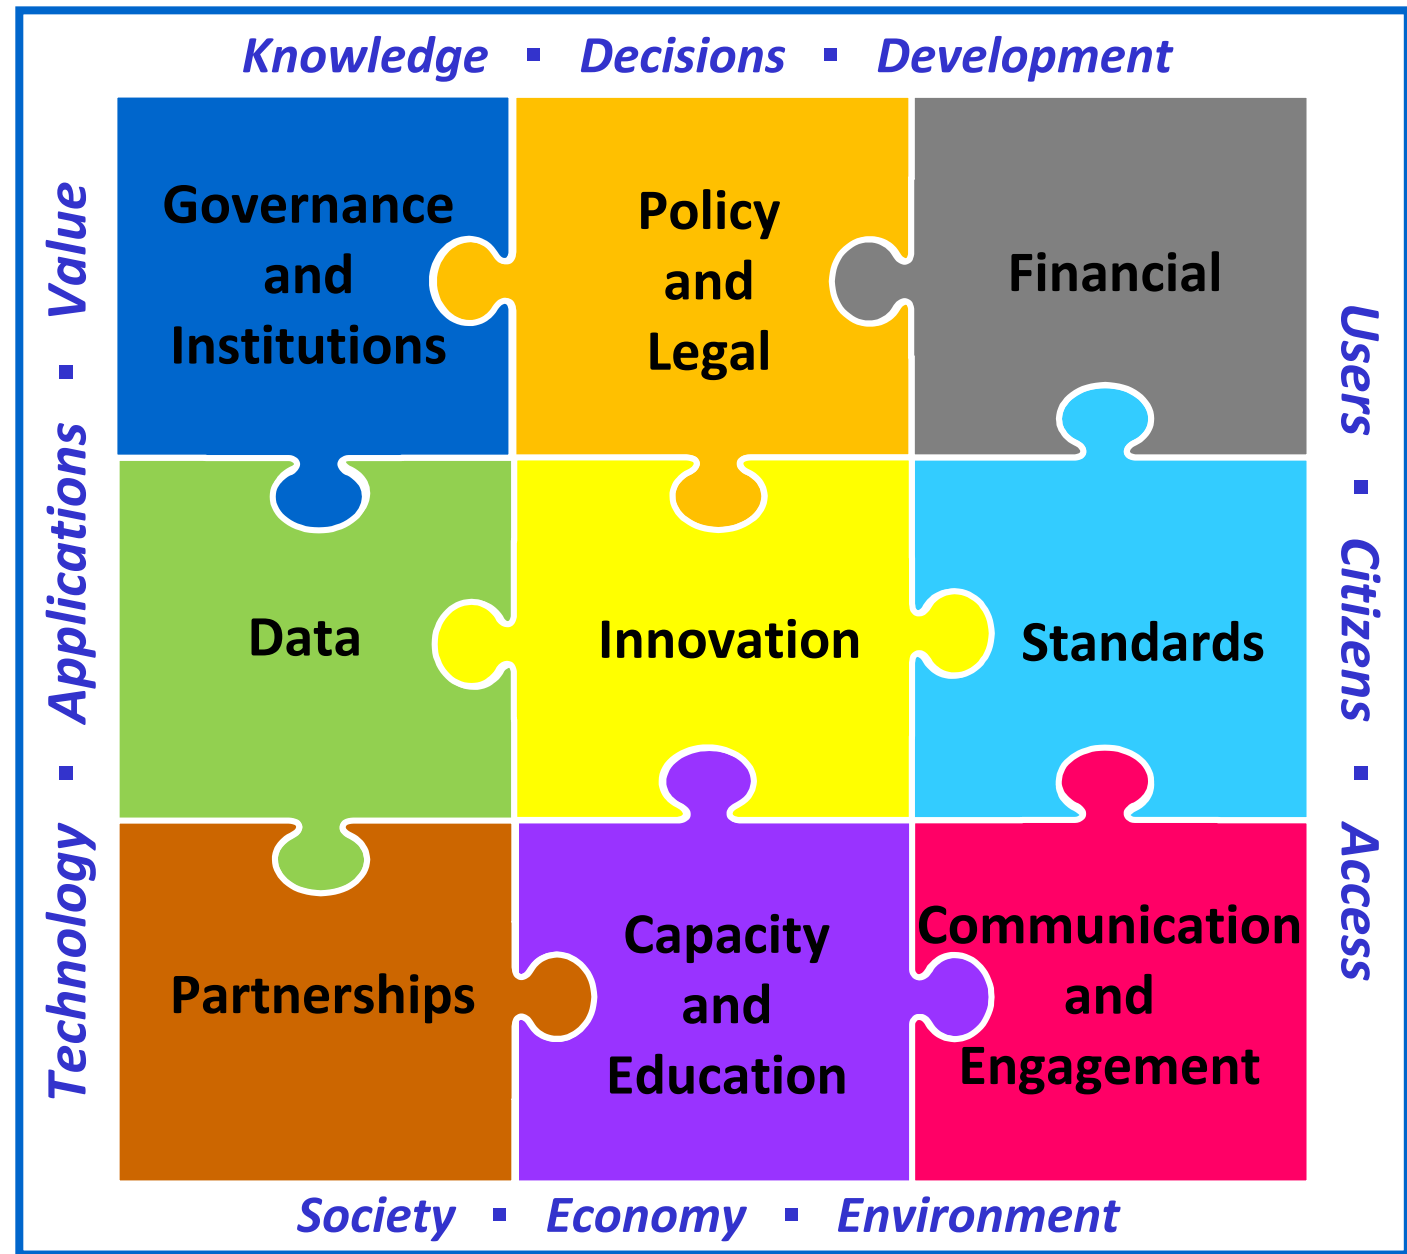 Knowledge ▪ Decisions ▪ Development
Technology ▪ Applications ▪ Value
Governance
and
Institutions
Policy
and
Legal
Financial
Users ▪ Citizens ▪ Access
Data
Innovation
Standards
Partnerships
Capacity
and
Education
Communication
and
Engagement
Society ▪ Economy ▪ Environment